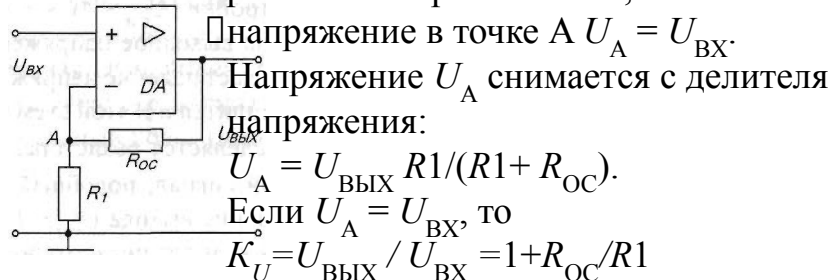 напряжение в точке А U_A = U_ВХ.
Напряжение U_A снимается с делителя
напряжения:
U_A = U_ВЫХ R1/(R1+ R_ОС).
Если U_A = U_ВХ, то
K_U=U_ВЫХ / U_ВХ =1+R_ОС/R1
+
U_ВХ
−
DA
U_ВЫХ
A
R_ос
R_1